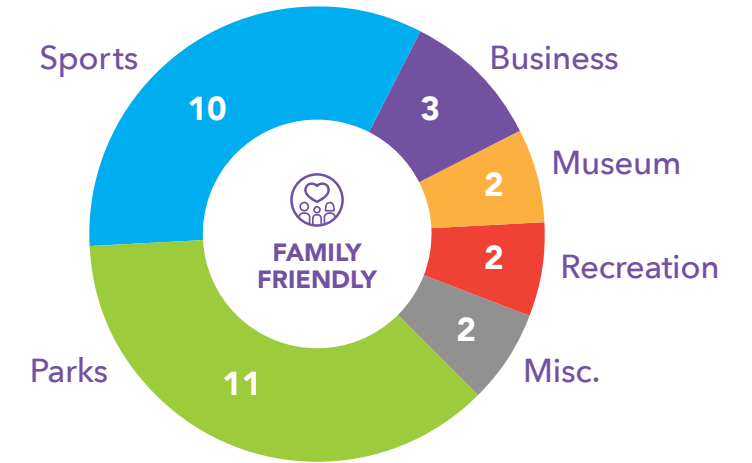 Sports
10
Business
3
Museum
2
Recreation
2
Misc.
2
Parks
11
FAMILY
FRIENDLY